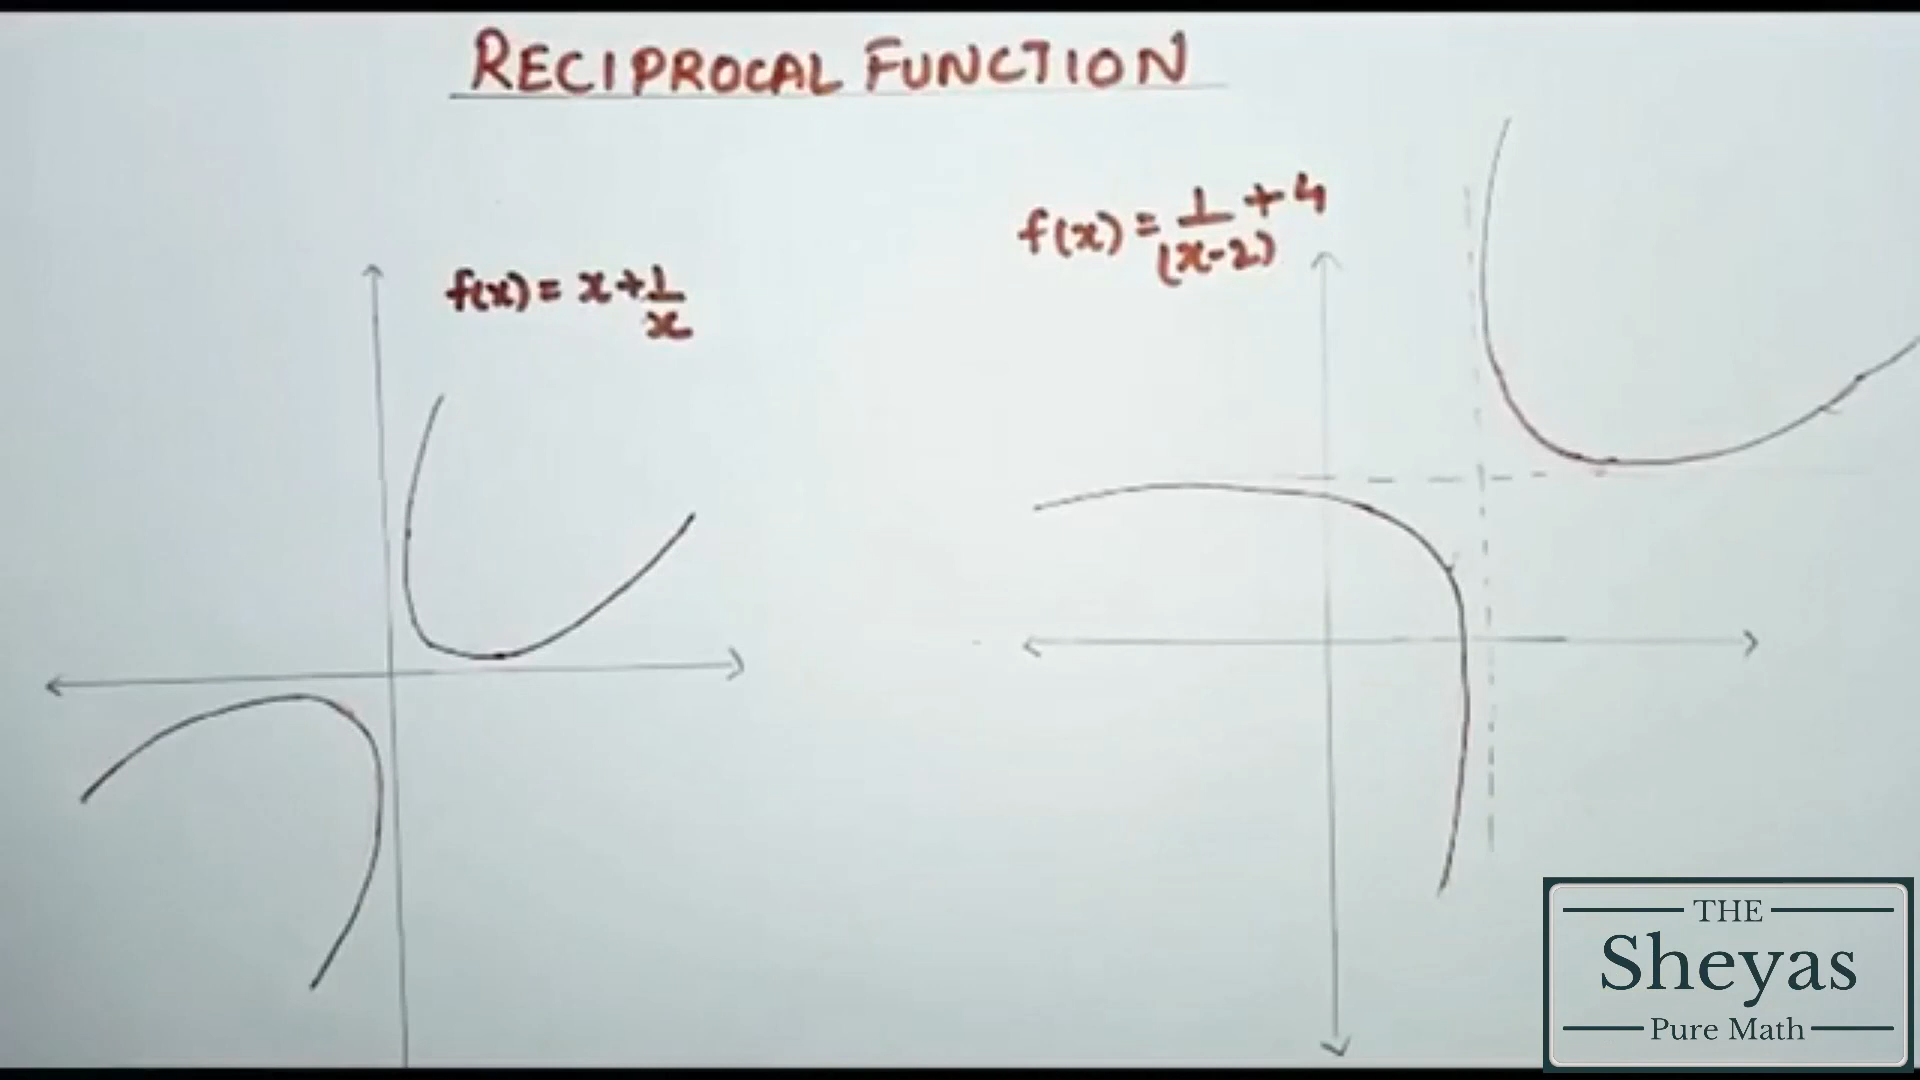 RECIPROCAL FUNCTION
f(x) = x + 1/x
f(x) = 1/(x-2) + 4
THE
Sheyas
Pure Math